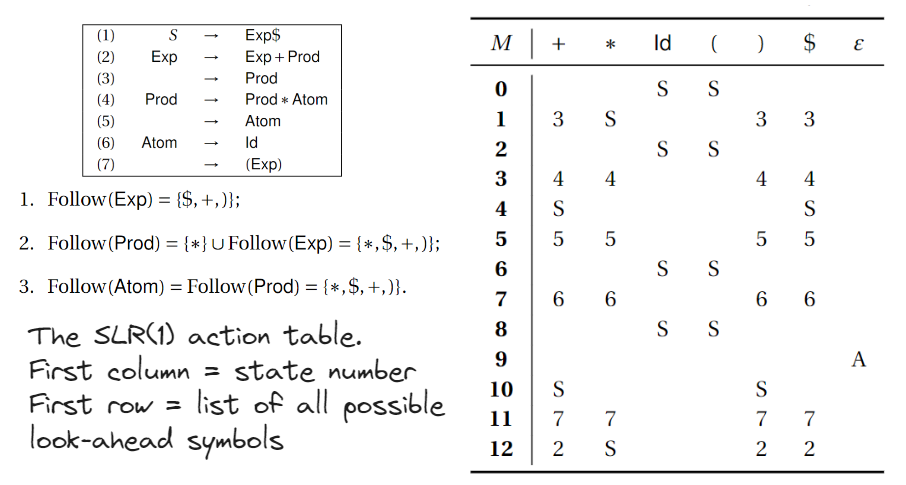 (1) S → Exp$
(2) Exp → Exp + Prod
(3) → Prod
(4) Prod → Prod ∗ Atom
(5) → Atom
(6) Atom → Id
(7) → (Exp)
1. Follow(Exp) = {$,+,)};
2. Follow(Prod) = {∗} ∪ Follow(Exp) = {∗,$,+,)};
3. Follow(Atom) = Follow(Prod) = {∗,$,+,)}.
The SLR(1) action table.
First column = state number
First row = list of all possible
look-ahead symbols
M + ∗ Id ( ) $ ε
0 S S
1 3 S 3 3
2 S S
3 4 4 4 4
4 S S
5 5 5 5 5
6 S S
7 6 6 6 6
8 S S
9 A
10 S S
11 7 7 7 7
12 2 S 2 2